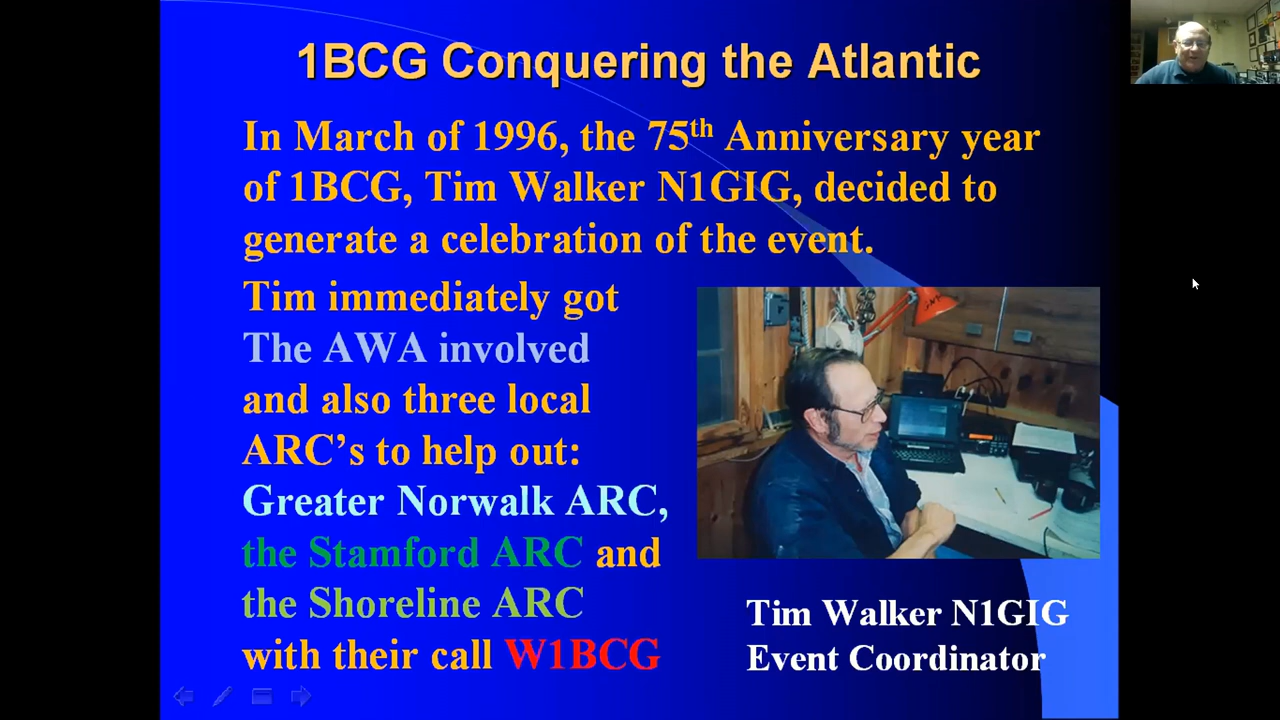 1BCG Conquering the Atlantic
In March of 1996, the 75th Anniversary year
of 1BCG, Tim Walker N1GIG, decided to
generate a celebration of the event.
Tim immediately got
The AWA involved
and also three local
ARC’s to help out:
Greater Norwalk ARC,
the Stamford ARC and
the Shoreline ARC
with their call W1BCG
Tim Walker N1GIG
Event Coordinator